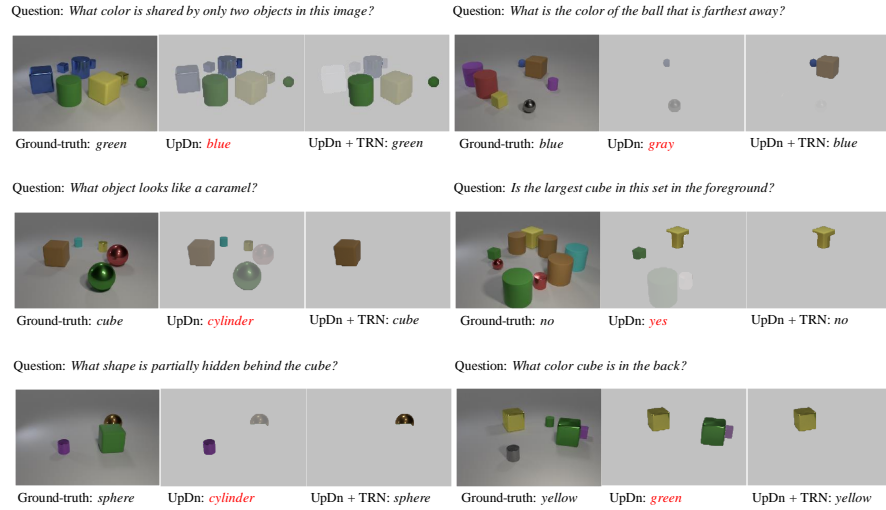 Question: What color is shared by only two objects in this image?
Ground-truth: green
UpDn: blue
UpDn + TRN: green
Question: What is the color of the ball that is farthest away?
Ground-truth: blue
UpDn: gray
UpDn + TRN: blue
Question: What object looks like a caramel?
Ground-truth: cube
UpDn: cylinder
UpDn + TRN: cube
Question: Is the largest cube in this set in the foreground?
Ground-truth: no
UpDn: yes
UpDn + TRN: no
Question: What shape is partially hidden behind the cube?
Ground-truth: sphere
UpDn: cylinder
UpDn + TRN: sphere
Question: What color cube is in the back?
Ground-truth: yellow
UpDn: green
UpDn + TRN: yellow